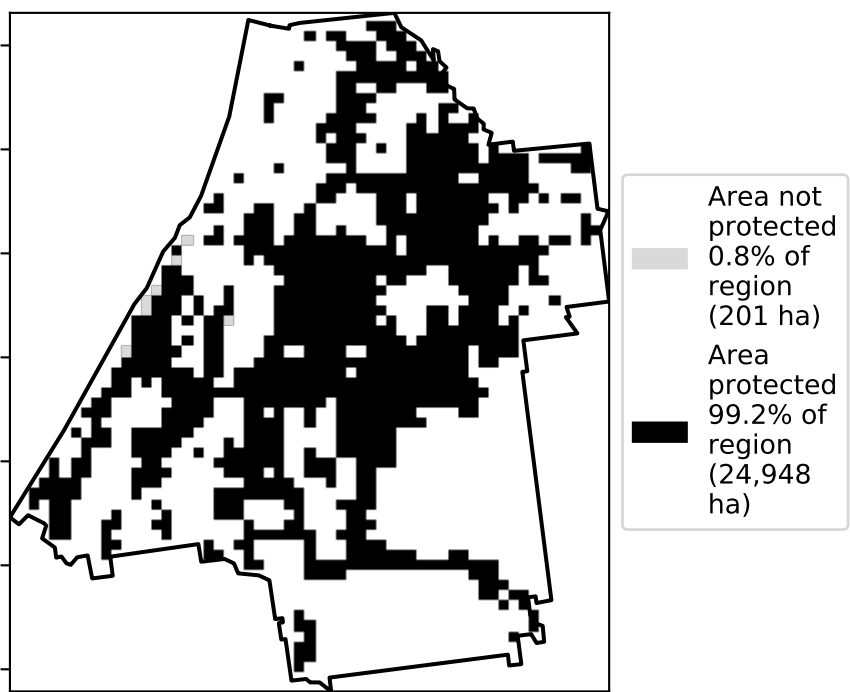 Area not
protected
0.8% of
region
(201 ha)
Area
protected
99.2% of
region
(24,948
ha)